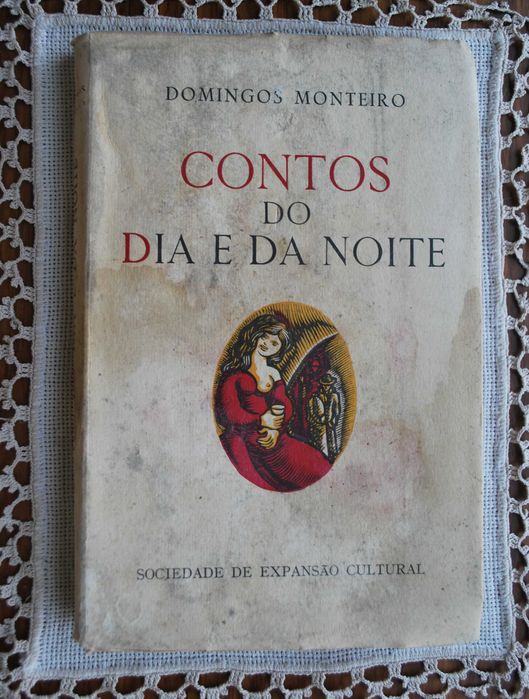 DOMINGOS MONTEIRO
CONTOS
DO
DIA E DA NOITE
SOCIEDADE DE EXPANSÃO CULTURAL